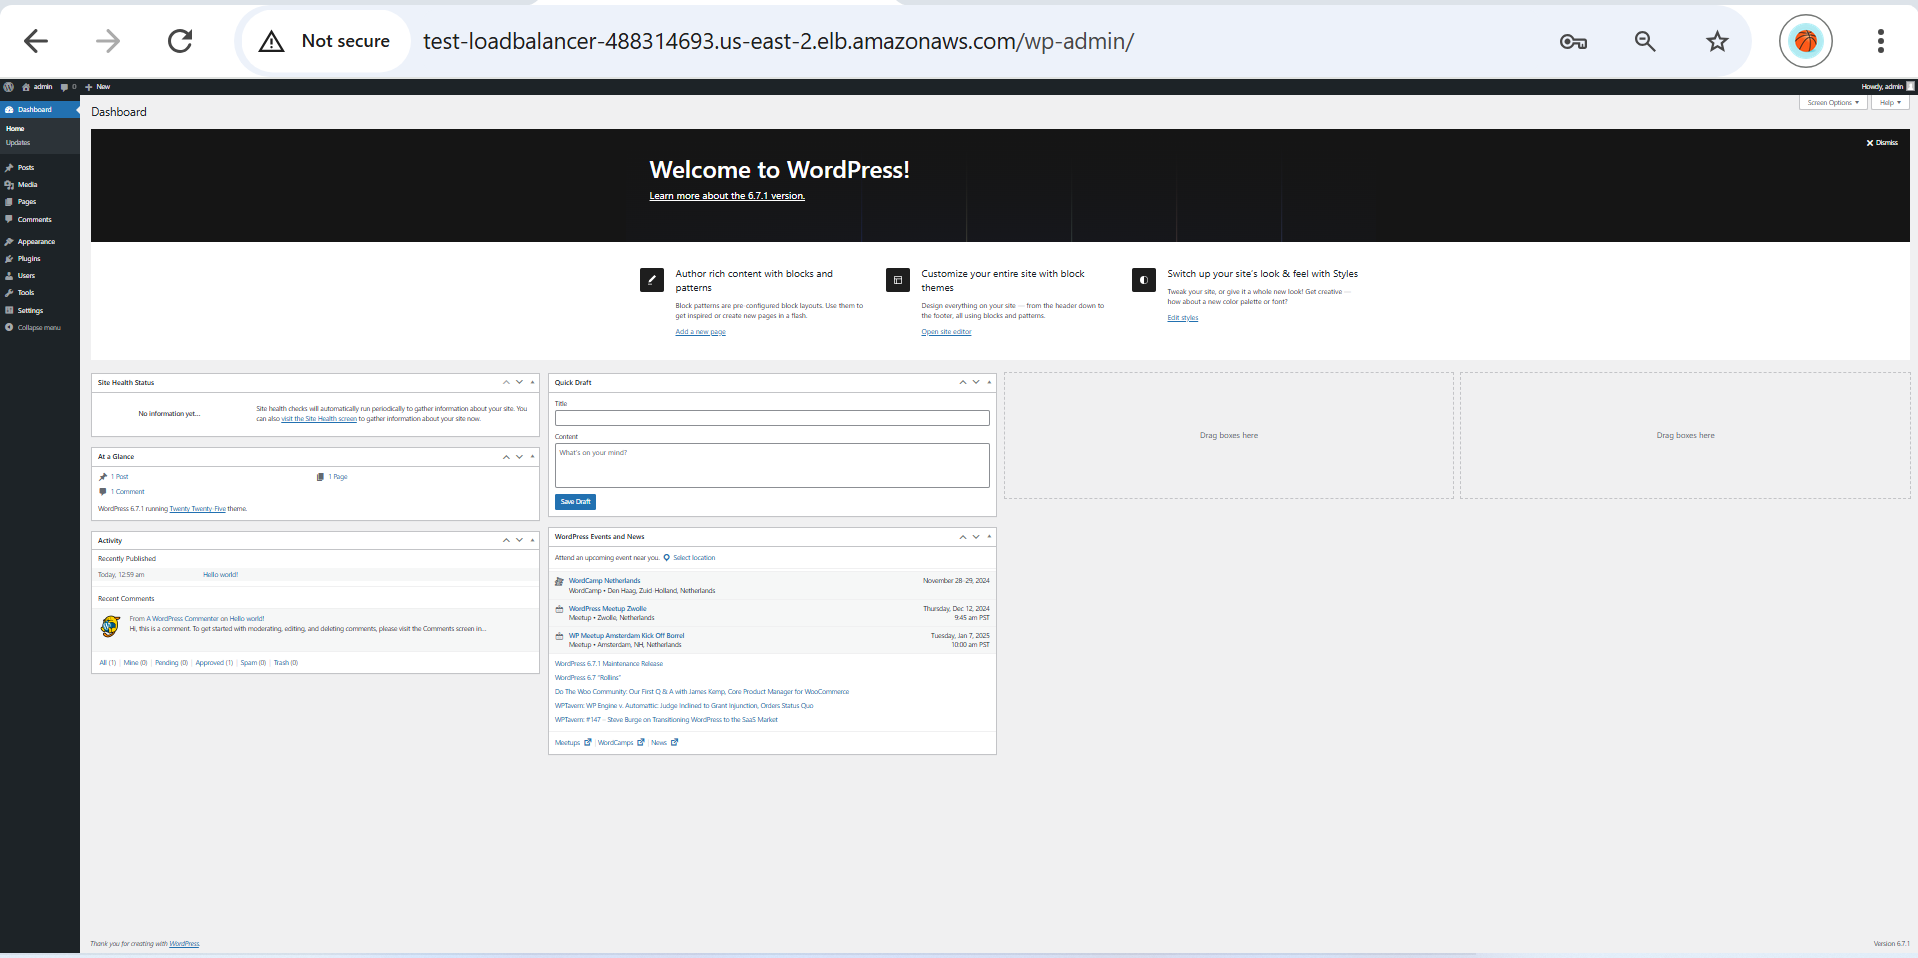 Not secure
test-loadbalancer-488314693.us-east-2.elb.amazonaws.com/wp-admin/
admin
0
New
Howdy, admin
Dashboard
Home
Updates
Posts
Media
Pages
Comments
Appearance
Plugins
Users
Tools
Settings
Collapse menu
Dashboard
Screen Options
Help
Dismiss
Welcome to WordPress!
Learn more about the 6.7.1 version.
Author rich content with blocks and
patterns
Block patterns are pre-configured block layouts. Use them to
get inspired or create new pages in a flash.
Add a new page
Customize your entire site with block
themes
Design everything on your site — from the header down to
the footer, all using blocks and patterns.
Open site editor
Switch up your site's look & feel with Styles
Tweak your site, or give it a whole new look! Get creative —
how about a new color palette or font?
Edit styles
Site Health Status
No information yet...
Site health checks will automatically run periodically to gather information about your site. You
can also visit the Site Health screen to gather information about your site now.
At a Glance
1 Post
1 Page
1 Comment
WordPress 6.7.1 running Twenty Twenty-Five theme.
Activity
Recently Published
Today, 12:59 am
Hello world!
Recent Comments
From A WordPress Commenter on Hello world!
Hi, this is a comment. To get started with moderating, editing, and deleting comments, please visit the Comments screen in...
All (1) | Mine (0) | Pending (0) | Approved (1) | Spam (0) | Trash (0)
Quick Draft
Title
Content
What's on your mind?
Save Draft
WordPress Events and News
Attend an upcoming event near you.
Select location
WordCamp Netherlands
November 28-29, 2024
WordCamp • Den Haag, Zuid-Holland, Netherlands
WordPress Meetup Zwolle
Thursday, Dec 12, 2024
Meetup • Zwolle, Netherlands
9:45 am PST
WP Meetup Amsterdam Kick Off Borrel
Tuesday, Jan 7, 2025
Meetup • Amsterdam, NH, Netherlands
10:00 am PST
WordPress 6.7.1 Maintenance Release
WordPress 6.7 "Rollins"
Do The Woo Community: Our First Q & A with James Kemp, Core Product Manager for WooCommerce
WPTavern: WP Engine v. Automattic: Judge Inclined to Grant Injunction, Orders Status Quo
WPTavern: #147 – Steve Burge on Transitioning WordPress to the SaaS Market
Meetups | WordCamps | News
Drag boxes here
Drag boxes here
Thank you for creating with WordPress.
Version 6.7.1